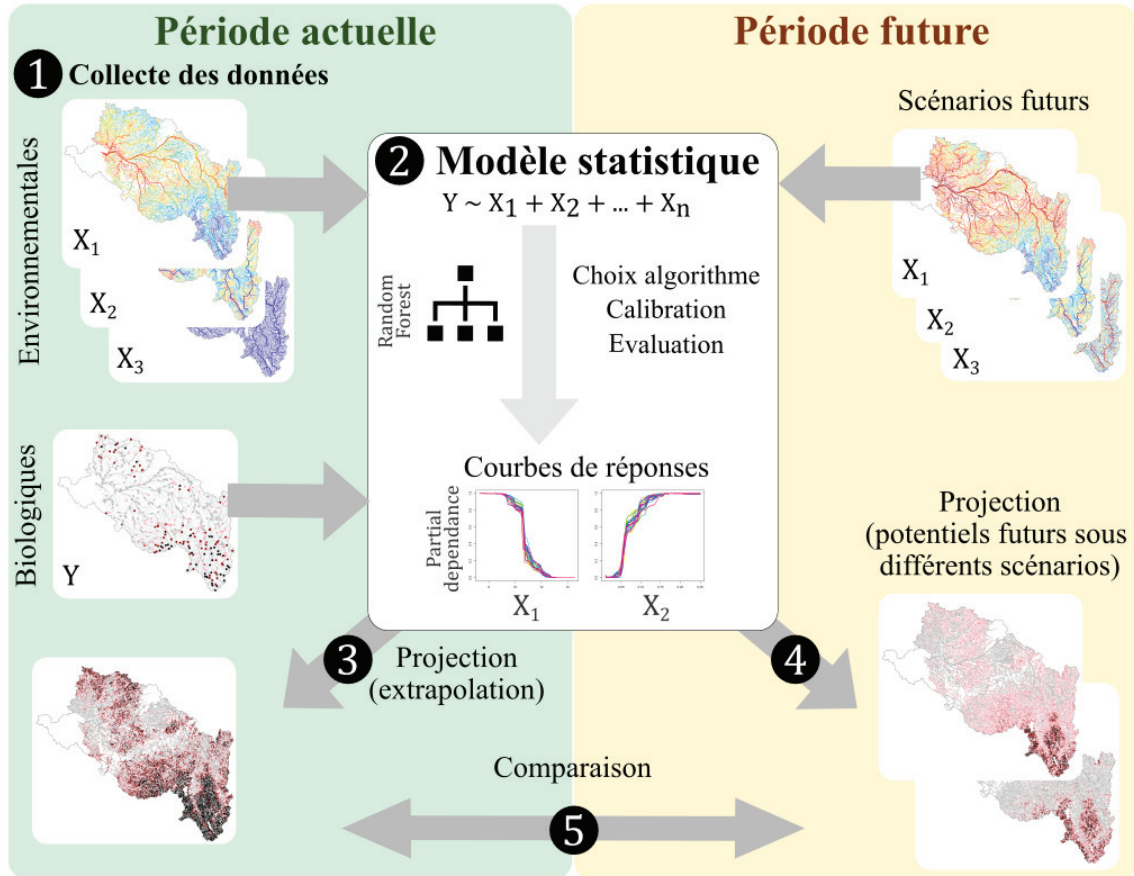 Période actuelle
Période future
1 Collecte des données
Environnementales
X1
X2
X3
Biologiques
Y
2 Modèle statistique
Y ~ X1 + X2 + ... + Xn
Random
Forest
Choix algorithme
Calibration
Evaluation
Courbes de réponses
Partial
dependance
X1
X2
Scénarios futurs
X1
X2
X3
3
Projection
(extrapolation)
4
Projection
(potentiels futurs sous
différents scénarios)
Comparaison
5